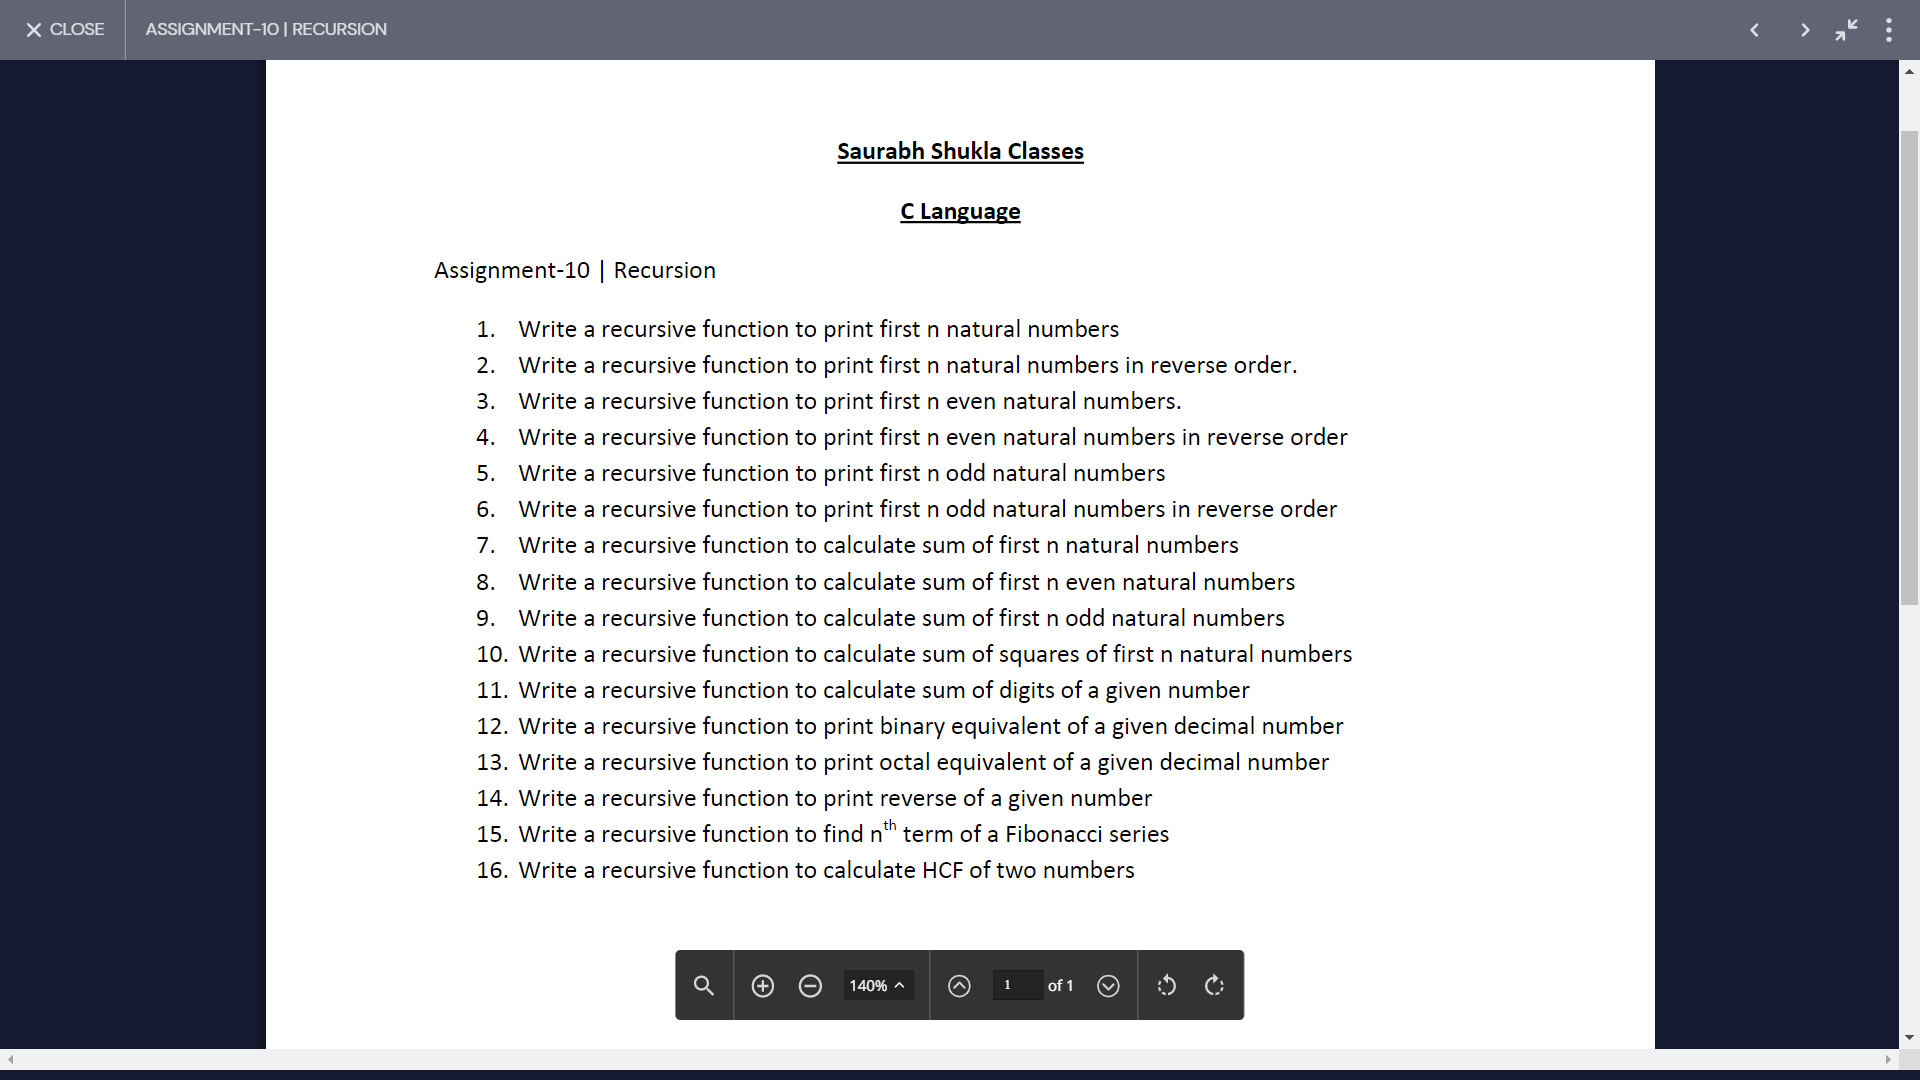 CLOSE ASSIGNMENT-10 | RECURSION
Saurabh Shukla Classes
C Language
Assignment-10 | Recursion
1. Write a recursive function to print first n natural numbers
2. Write a recursive function to print first n natural numbers in reverse order.
3. Write a recursive function to print first n even natural numbers.
4. Write a recursive function to print first n even natural numbers in reverse order
5. Write a recursive function to print first n odd natural numbers
6. Write a recursive function to print first n odd natural numbers in reverse order
7. Write a recursive function to calculate sum of first n natural numbers
8. Write a recursive function to calculate sum of first n even natural numbers
9. Write a recursive function to calculate sum of first n odd natural numbers
10. Write a recursive function to calculate sum of squares of first n natural numbers
11. Write a recursive function to calculate sum of digits of a given number
12. Write a recursive function to print binary equivalent of a given decimal number
13. Write a recursive function to print octal equivalent of a given decimal number
14. Write a recursive function to print reverse of a given number
15. Write a recursive function to find nth term of a Fibonacci series
16. Write a recursive function to calculate HCF of two numbers
140% 1 of 1